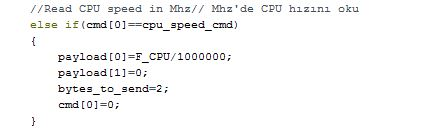 //Read CPU speed in Mhz// Mhz'de CPU hızını oku
else if(cmd[0]==cpu_speed_cmd)
{
payload[0]=F_CPU/1000000;
payload[1]=0;
bytes_to_send=2;
cmd[0]=0;
}